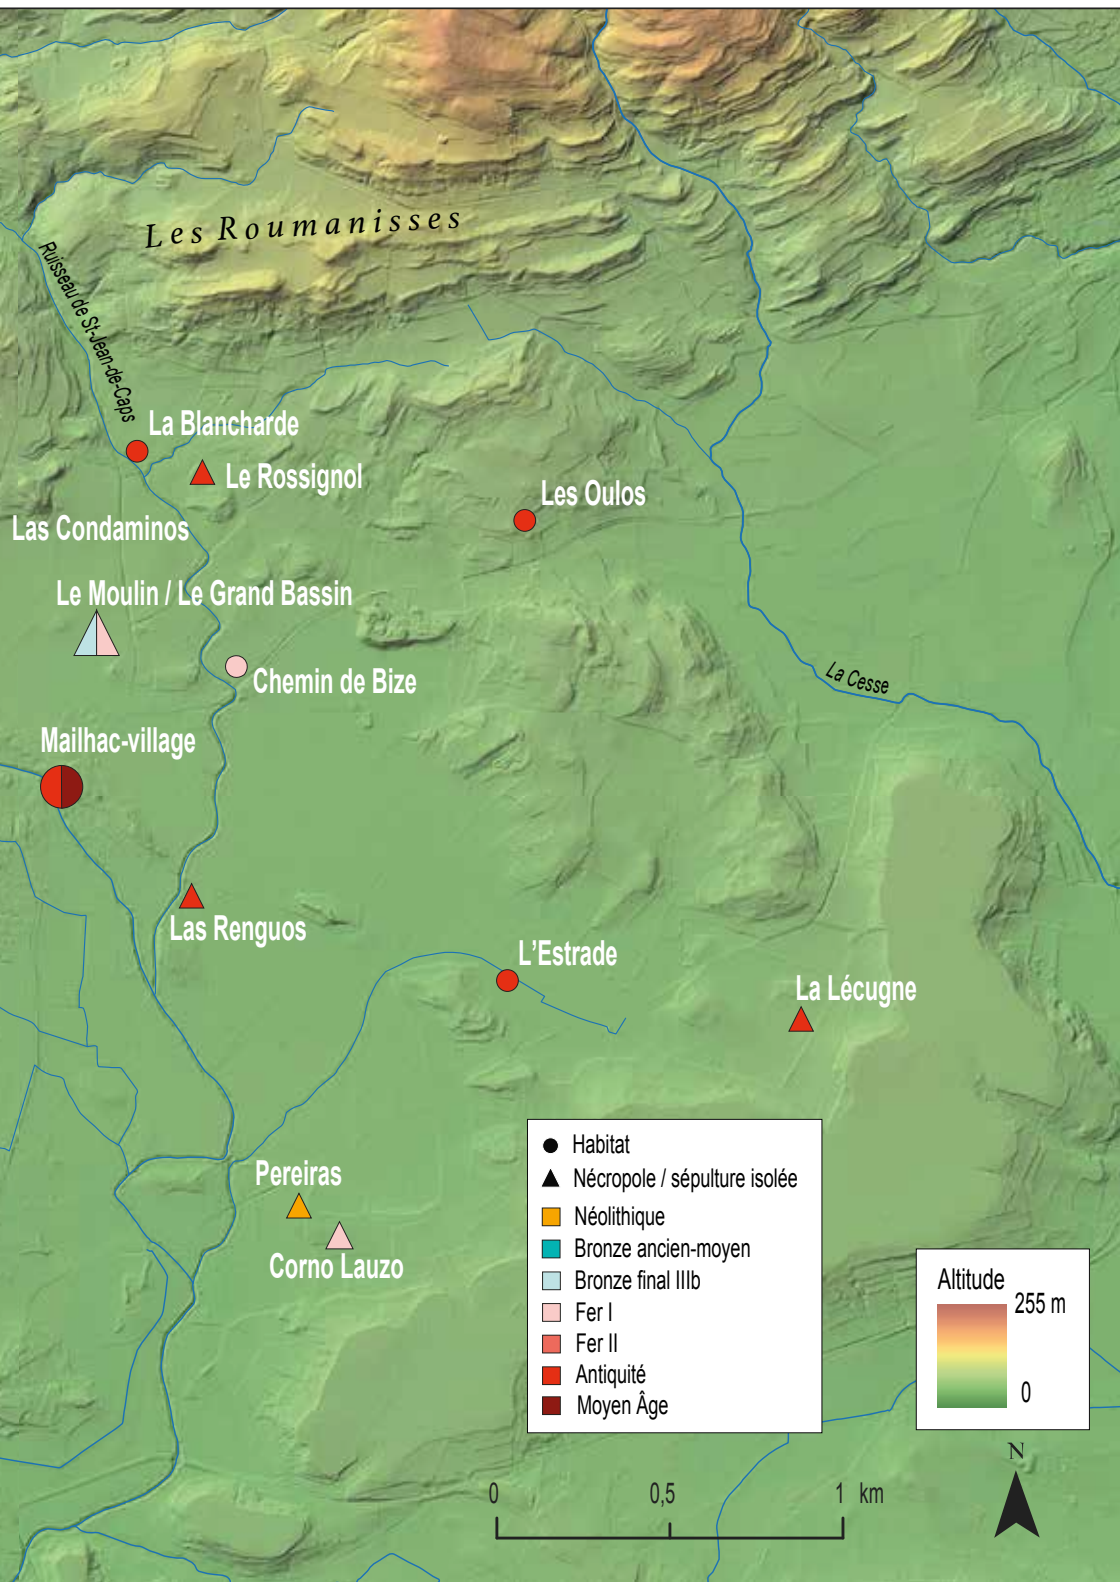 Les Roumanisses
Ruisseau de St-Jean-de-Caps
La Blancharde
Le Rossignol
Les Oulos
Las Condaminos
Le Moulin / Le Grand Bassin
Chemin de Bize
La Cesse
Mailhac-village
Las Renguos
L'Estrade
La Lécugne
Pereiras
Corno Lauzo
Habitat
Nécropole / sépulture isolée
Néolithique
Bronze ancien-moyen
Bronze final IIIb
Fer I
Fer II
Antiquité
Moyen Âge
Altitude
255 m
0
N
0 0,5 1 km